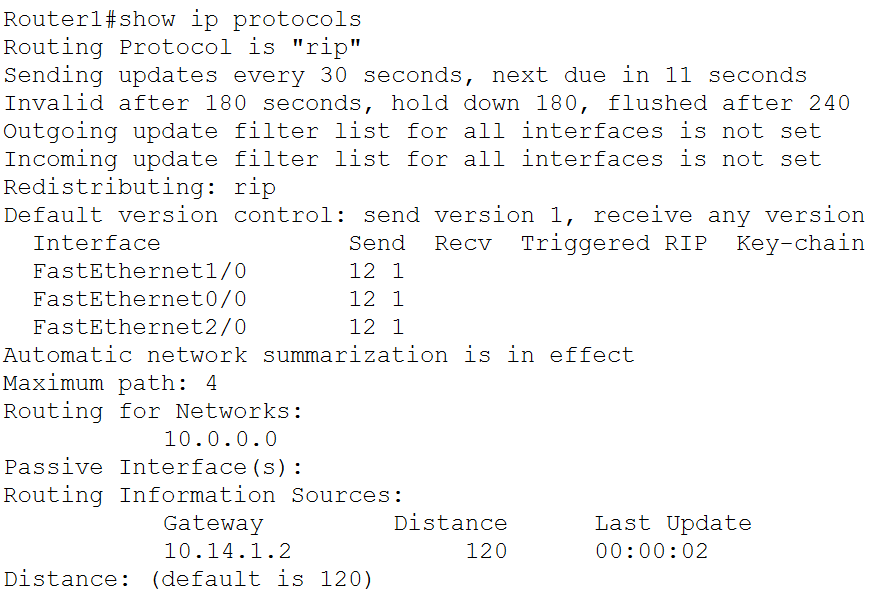 Router1#show ip protocols
Routing Protocol is "rip"
Sending updates every 30 seconds, next due in 11 seconds
Invalid after 180 seconds, hold down 180, flushed after 240
Outgoing update filter list for all interfaces is not set
Incoming update filter list for all interfaces is not set
Redistributing: rip
Default version control: send version 1, receive any version
  Interface             Send  Recv  Triggered RIP  Key-chain
  FastEthernet1/0       12 1
  FastEthernet0/0       12 1
  FastEthernet2/0       12 1
Automatic network summarization is in effect
Maximum path: 4
Routing for Networks:
           10.0.0.0
Passive Interface(s):
Routing Information Sources:
           Gateway         Distance      Last Update
           10.14.1.2            120      00:00:02
Distance: (default is 120)